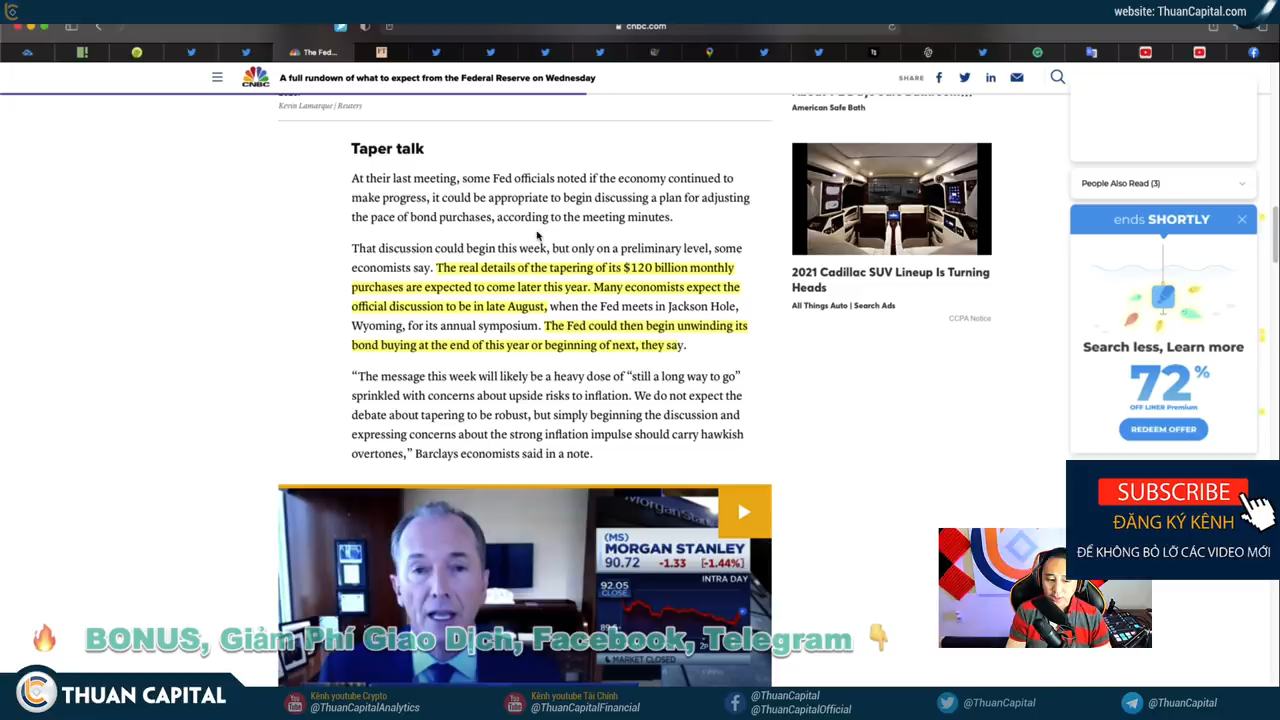 website: ThuanCapital.com
cnbc.com
The Fed...
CNBC
A full rundown of what to expect from the Federal Reserve on Wednesday
SHARE
Kevin Lamarque | Reuters
American Safe Bath
Taper talk
At their last meeting, some Fed officials noted if the economy continued to
make progress, it could be appropriate to begin discussing a plan for adjusting
the pace of bond purchases, according to the meeting minutes.
That discussion could begin this week, but only on a preliminary level, some
economists say. The real details of the tapering of its $120 billion monthly
purchases are expected to come later this year. Many economists expect the
official discussion to be in late August, when the Fed meets in Jackson Hole,
Wyoming, for its annual symposium. The Fed could then begin unwinding its
bond buying at the end of this year or beginning of next, they say.
“The message this week will likely be a heavy dose of “still a long way to go”
sprinkled with concerns about upside risks to inflation. We do not expect the
debate about tapering to be robust, but simply beginning the discussion and
expressing concerns about the strong inflation impulse should carry hawkish
overtones,” Barclays economists said in a note.
2021 Cadillac SUV Lineup Is Turning
Heads
All Things Auto | Search Ads
CCPA Notice
People Also Read (3)
ends SHORTLY
Search less, Learn more
72%
OFF LINER Premium
REDEEM OFFER
SUBSCRIBE
ĐĂNG KÝ KÊNH
ĐỂ KHÔNG BỎ LỠ CÁC VIDEO MỚI
Morgan Stanley
(MS)
MORGAN STANLEY
90.72 -1.33 [-1.44%]
INTRA DAY
92.05
CLOSE
MARKET CLOSED
BONUS, Giảm Phí Giao Dịch, Facebook, Telegram
THUAN CAPITAL
Kênh youtube Crypto
@ThuanCapitalAnalytics
Kênh youtube Tài Chính
@ThuanCapitalFinancial
@ThuanCapital
@ThuanCapitalOfficial
@ThuanCapital
@ThuanCapital